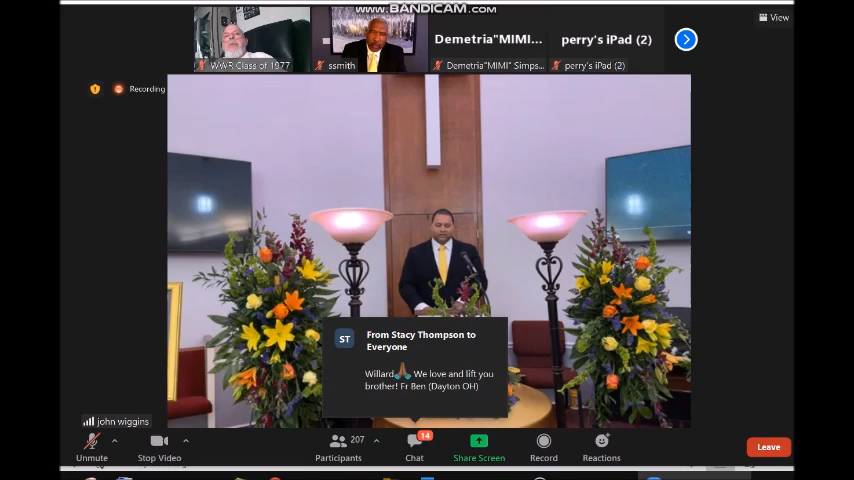 WWW.BANDICAM.COM
View
Demetria"MIMI...
perry's iPad (2)
WWR Class of 1977
ssmith
Demetria"MIMI" Simps...
perry's iPad (2)
Recording
ST
From Stacy Thompson to
Everyone
Willard🙏🏾 We love and lift you
brother! Fr Ben (Dayton OH)
john wiggins
Unmute
Stop Video
207
Participants
14
Chat
Share Screen
Record
Reactions
Leave